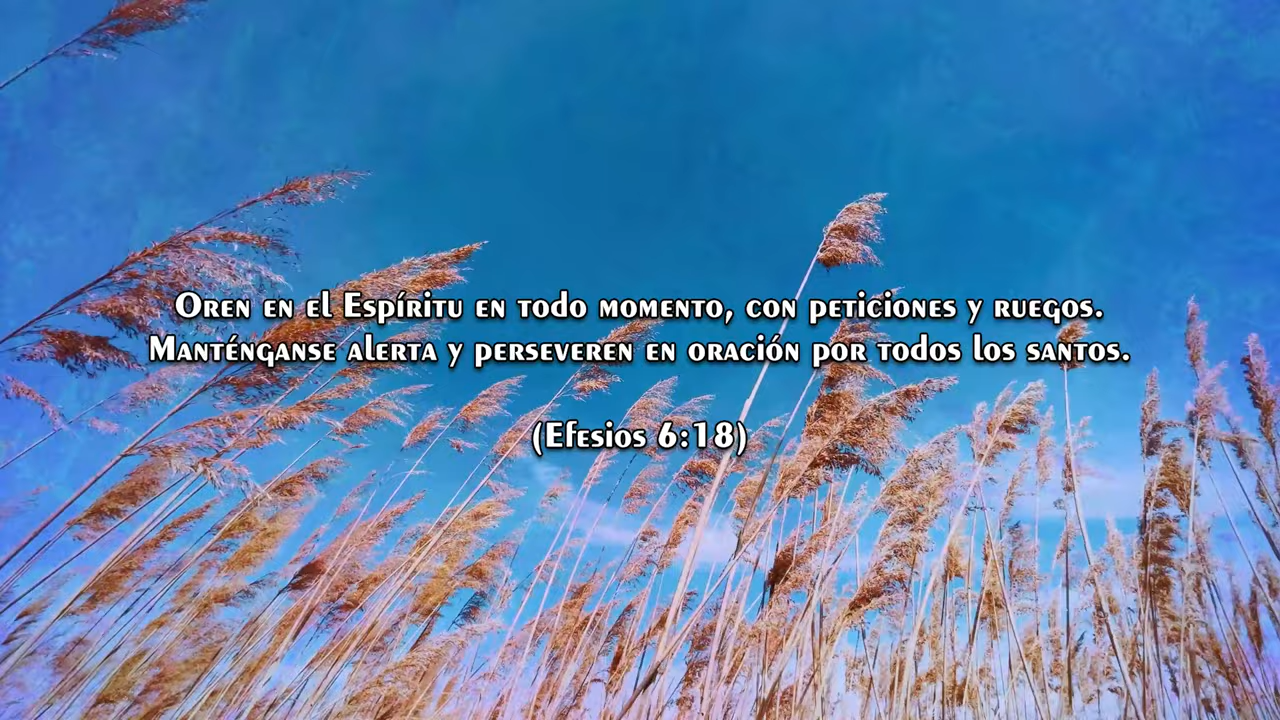 Oren en el Espíritu en todo momento, con peticiones y ruegos.
Manténganse alerta y perseveren en oración por todos los santos.
(Efesios 6:18)